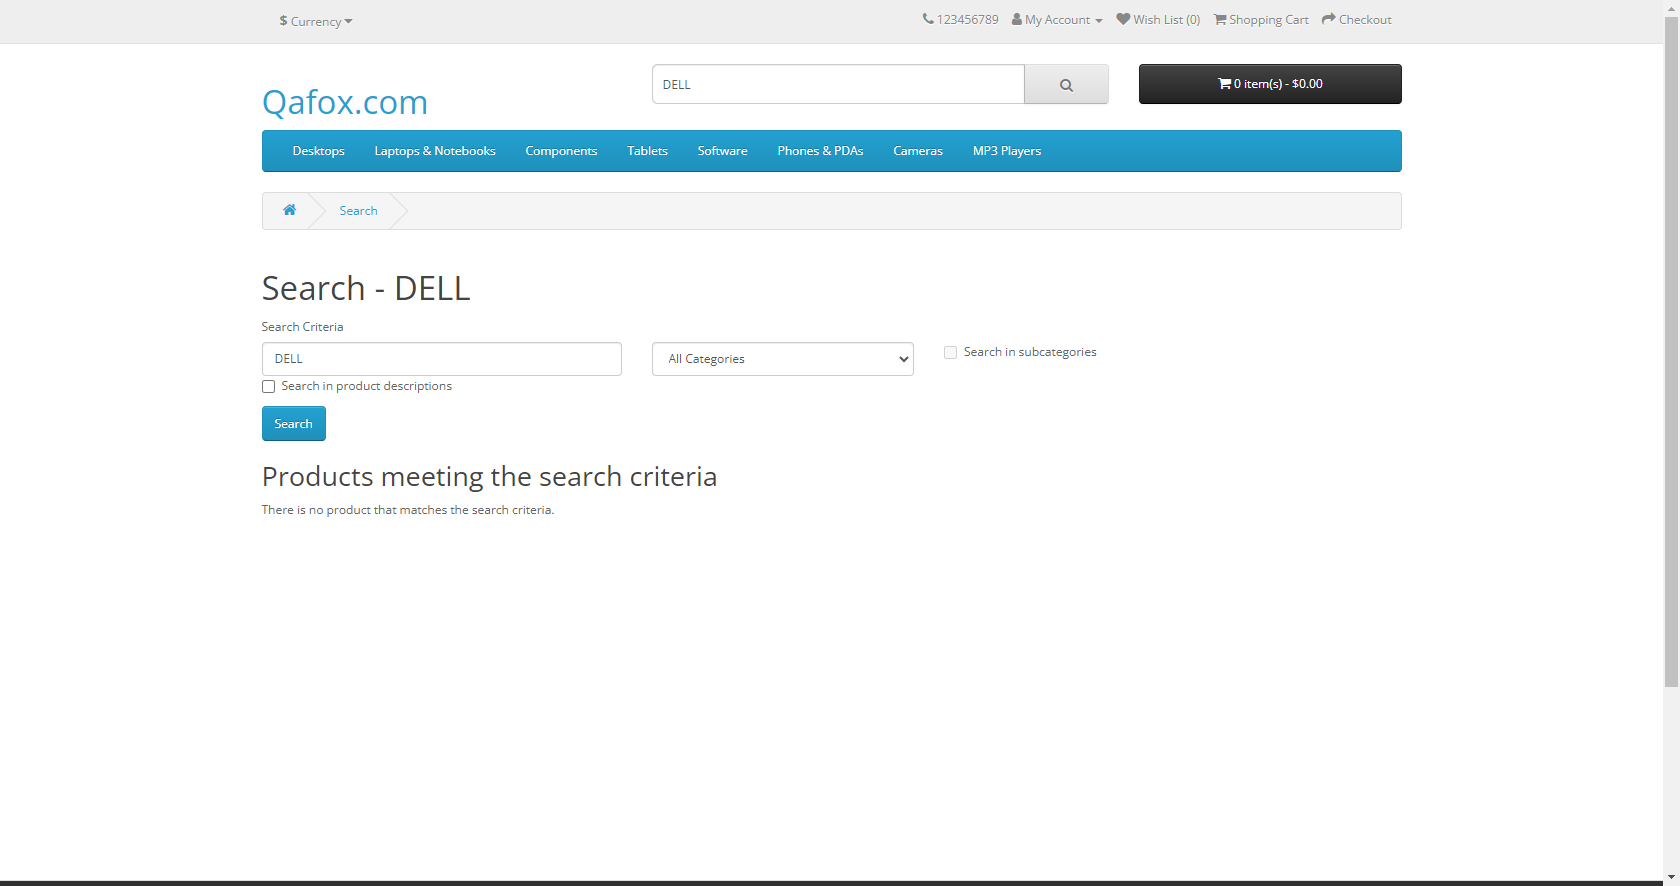 $ Currency
123456789 My Account Wish List (0) Shopping Cart Checkout
Qafox.com
DELL
0 item(s) - $0.00
Desktops Laptops & Notebooks Components Tablets Software Phones & PDAs Cameras MP3 Players
Search
Search - DELL
Search Criteria
DELL
All Categories
Search in subcategories
Search in product descriptions
Search
Products meeting the search criteria
There is no product that matches the search criteria.